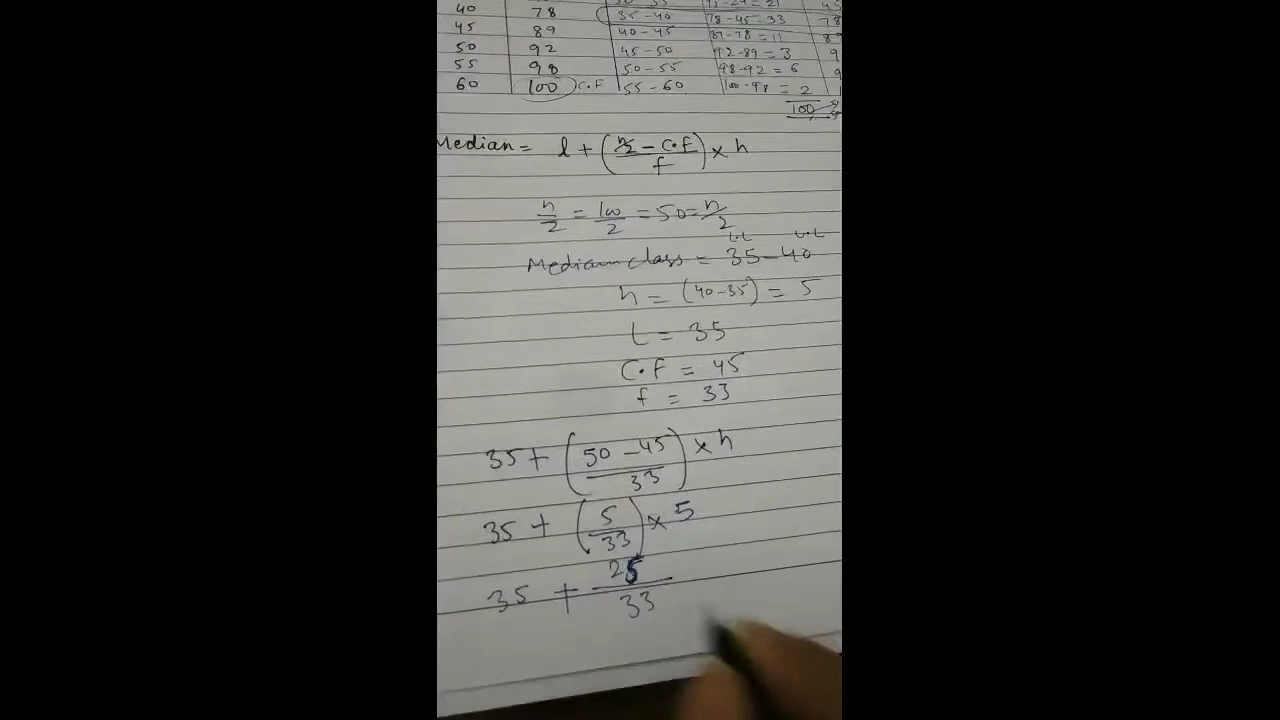 40 78 35-40 78-45=33 78
45 89 40-45 89-78=11
50 92 45-50 92-89=3 9
55 98 50-55 98-92=6 9
60 100 C.F 55-60 100-98=2
100
Median = l + (n/2 - C.F / f) × h
n/2 = 100/2 = 50 = n/2
L.L U.L
Median class = 35-40
h = (40-35) = 5
l = 35
C.F = 45
f = 33
35 + (50-45/33) × h
35 + (5/33) × 5
35 + 25/33